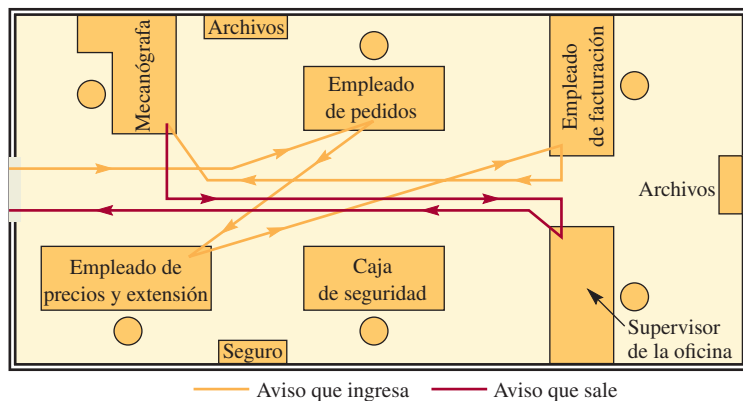 Archivos
Mecanógrafa
Empleado
de pedidos
Empleado
de facturación
Archivos
Empleado de
precios y extensión
Caja
de seguridad
Seguro
Supervisor
de la oficina
Aviso que ingresa
Aviso que sale